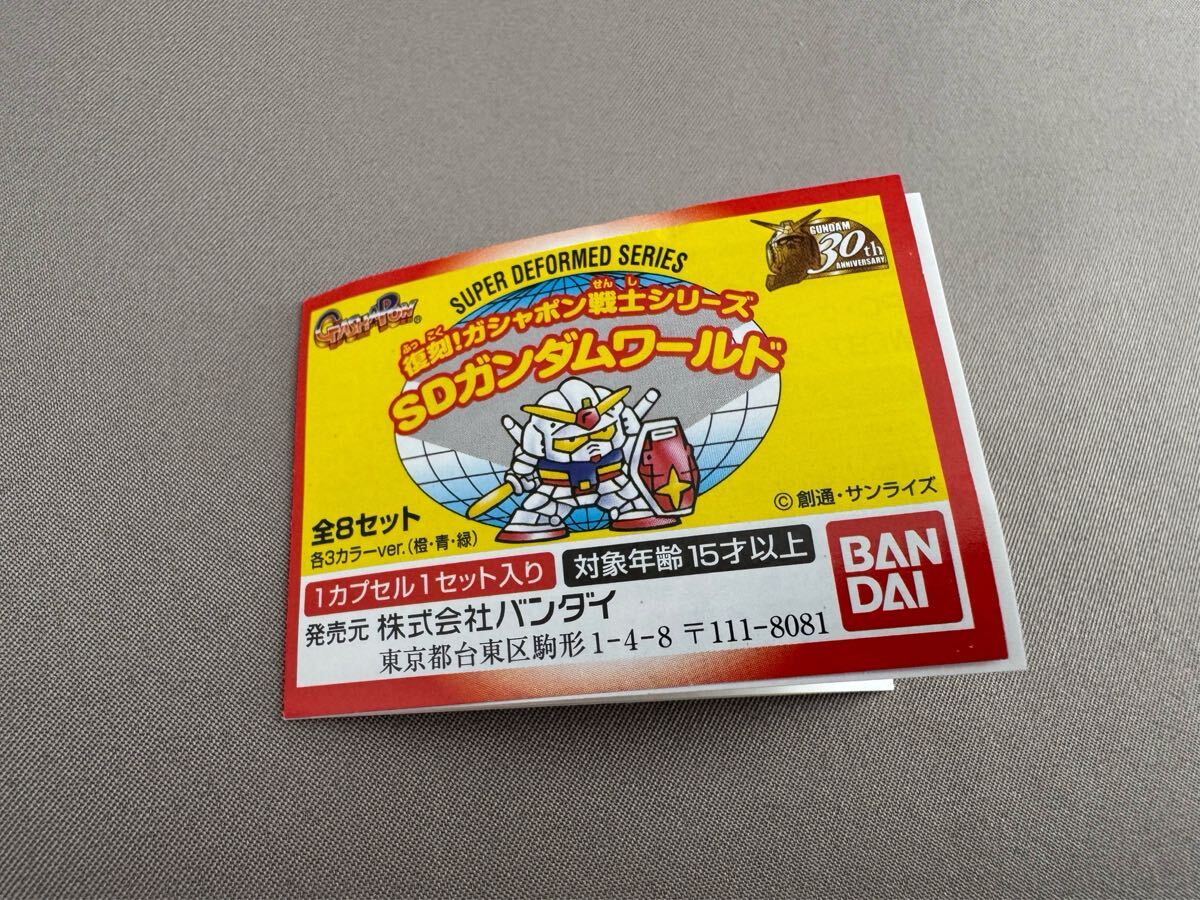 GASHAPON®
SUPER DEFORMED SERIES
GUNDAM
30th
ANNIVERSARY
ふっこく せんし
復刻!ガシャポン戦士シリーズ
SDガンダムワールド
全8セット
各3カラーver.(橙・青・緑)
©創通・サンライズ
1カプセル1セット入り
対象年齢15才以上
BAN
DAI
発売元 株式会社バンダイ
東京都台東区駒形1-4-8 〒111-8081